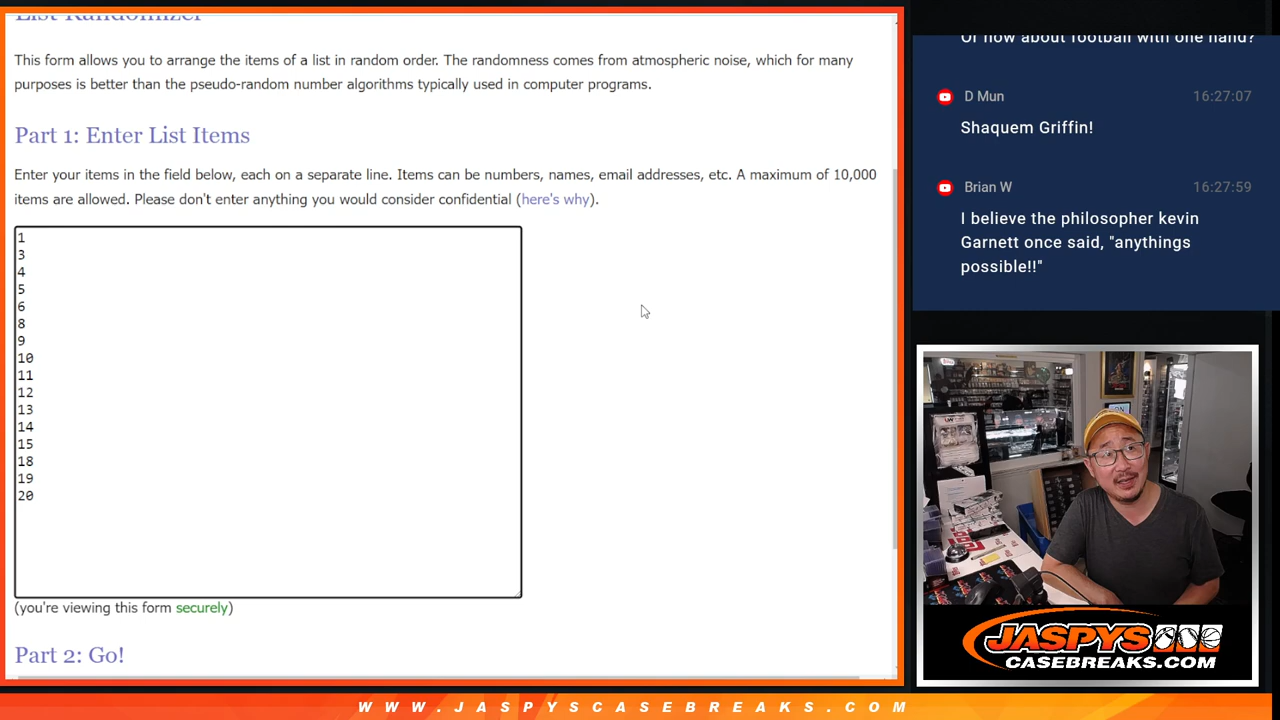 List Randomizer
This form allows you to arrange the items of a list in random order. The randomness comes from atmospheric noise, which for many
purposes is better than the pseudo-random number algorithms typically used in computer programs.
Part 1: Enter List Items
Enter your items in the field below, each on a separate line. Items can be numbers, names, email addresses, etc. A maximum of 10,000
items are allowed. Please don't enter anything you would consider confidential (here's why).
1
3
4
5
6
8
9
10
11
12
13
14
15
18
19
20
(you're viewing this form securely)
Part 2: Go!
Or how about football with one hand?
D Mun 16:27:07
Shaquem Griffin!
Brian W 16:27:59
I believe the philosopher kevin
Garnett once said, "anythings
possible!!"
JASPYS
CASEBREAKS.COM
WWW.JASPYSCASEBREAKS.COM